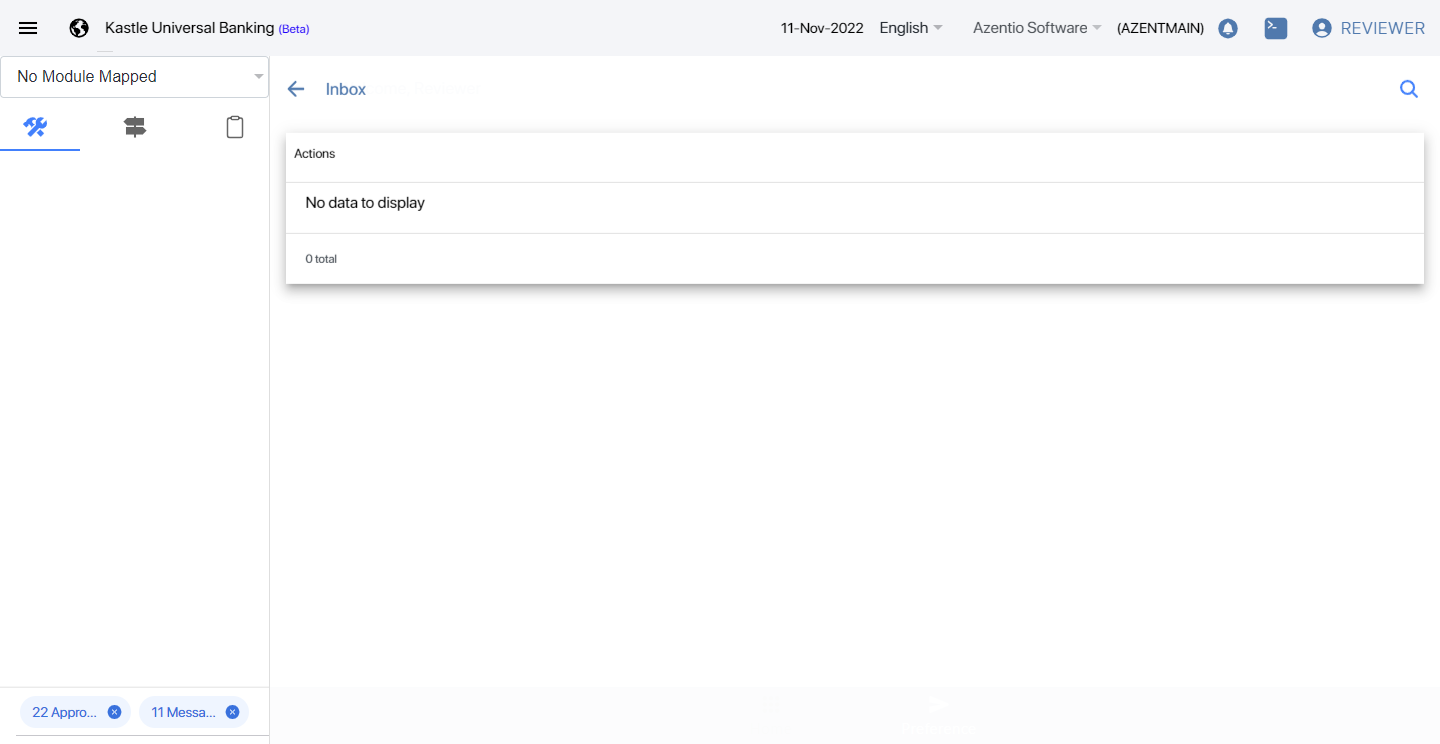 Kastle Universal Banking (Beta)
11-Nov-2022 English Azentio Software (AZENTMAIN) REVIEWER
No Module Mapped
Inbox
Actions
No data to display
0 total
22 Appro... 11 Messa...